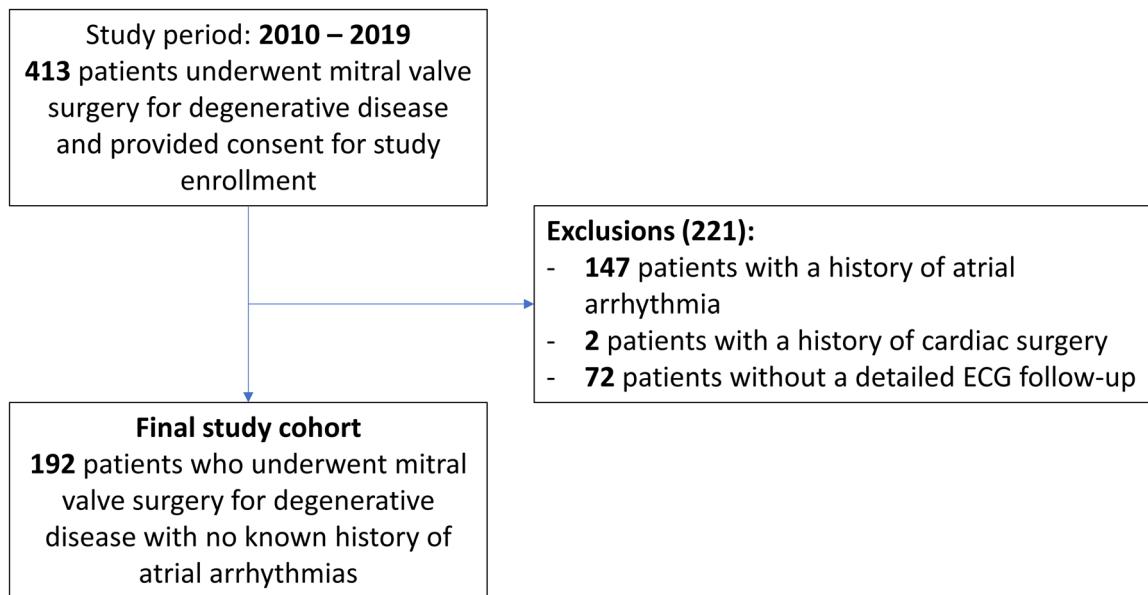 Study period: 2010 – 2019
413 patients underwent mitral valve
surgery for degenerative disease
and provided consent for study
enrollment
Exclusions (221):
- 147 patients with a history of atrial
arrhythmia
- 2 patients with a history of cardiac surgery
- 72 patients without a detailed ECG follow-up
Final study cohort
192 patients who underwent mitral
valve surgery for degenerative
disease with no known history of
atrial arrhythmias